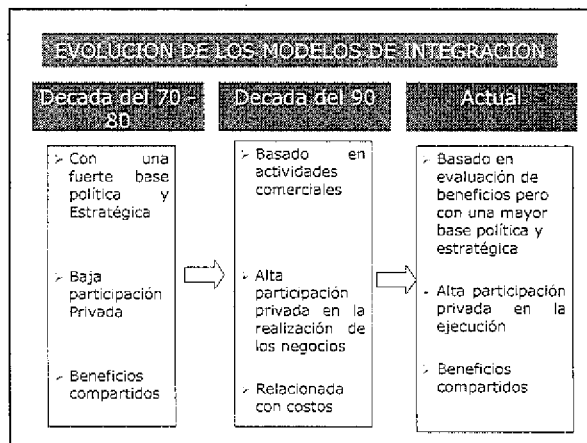 EVOLUCION DE LOS MODELOS DE INTEGRACION
Decada del 70 -
80
Con una
fuerte base
política y
Estratégica
Baja
participación
Privada
Beneficios
compartidos
Decada del 90
Basado en
actividades
comerciales
Alta
participación
privada en la
realización de
los negocios
Relacionada
con costos
Actual
Basado en
evaluación de
beneficios pero
con una mayor
base política y
estratégica
Alta participación
privada en la
ejecución
Beneficios
compartidos